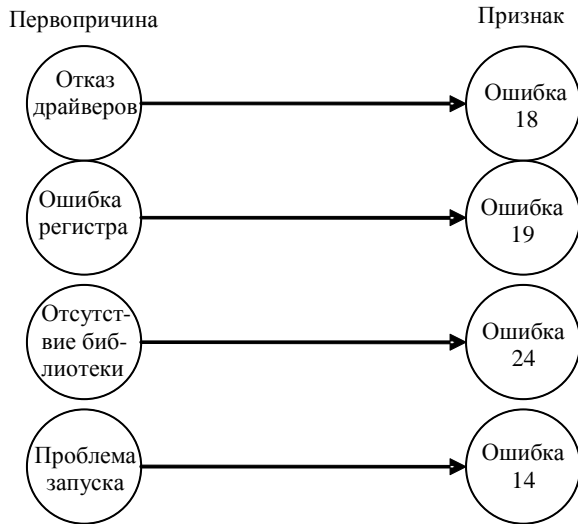 Первопричина
Признак
Отказ
драйверов
Ошибка
18
Ошибка
регистра
Ошибка
19
Отсутст-
вие биб-
лиотеки
Ошибка
24
Проблема
запуска
Ошибка
14